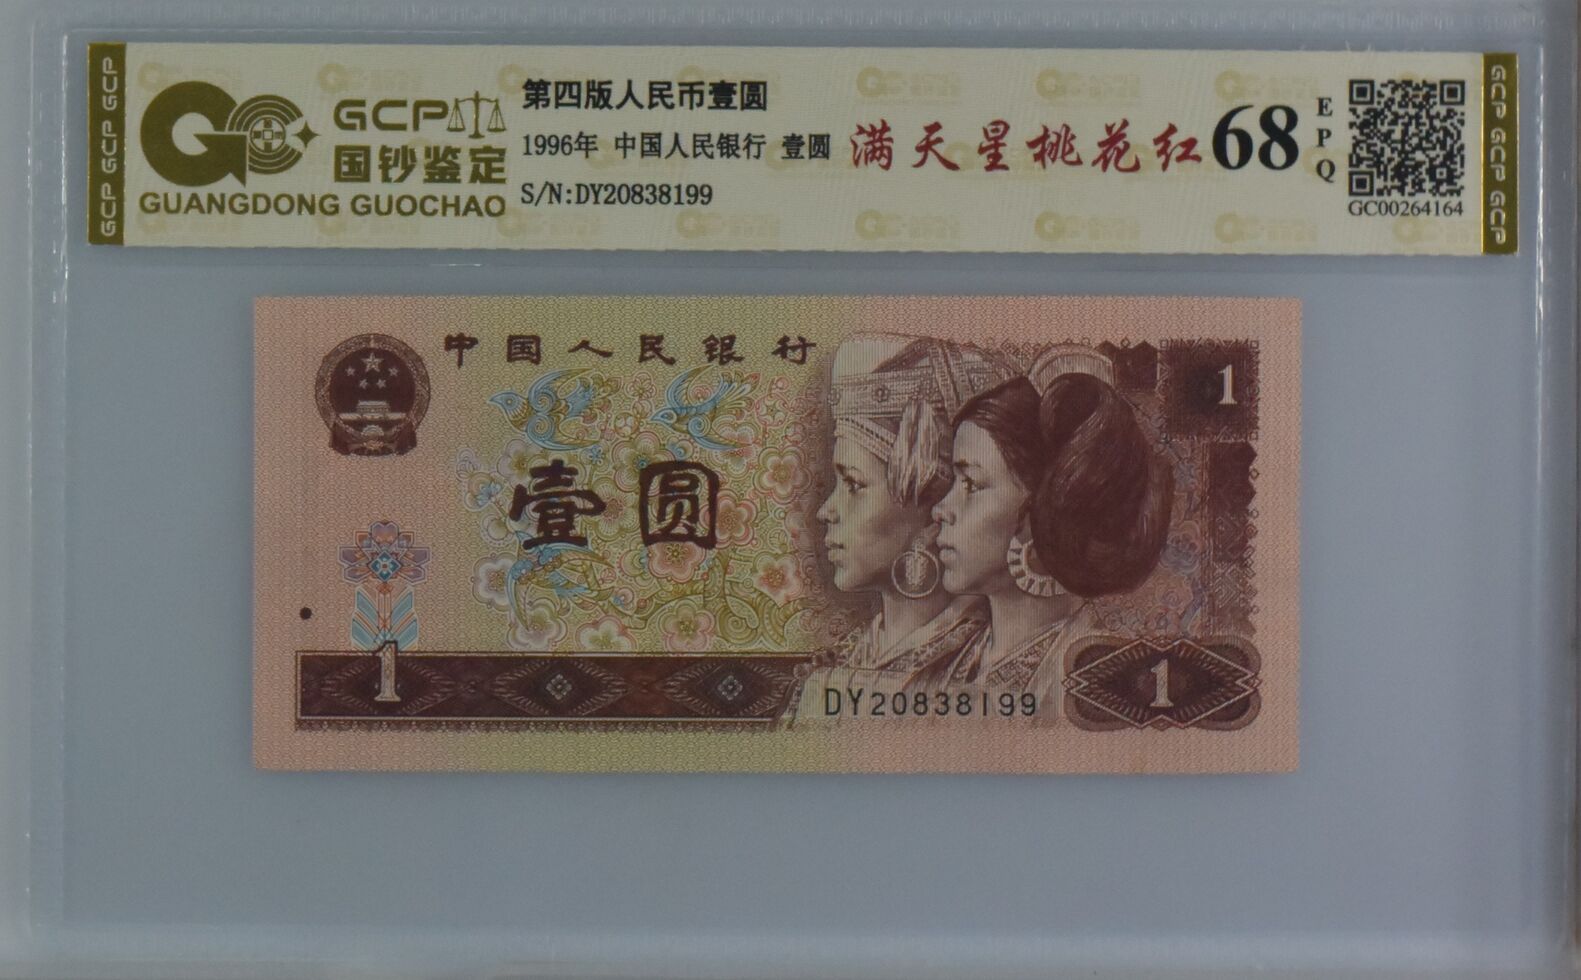 GCP GCP GCP
GCP
国钞鉴定
GUANGDONG GUOCHAO
第四版人民币壹圆
1996年 中国人民银行 壹圆
S/N:DY20838199
满天星桃花红
68
EPQ
GC00264164
GCP GCP GCP
中国人民银行
1
壹圆
1
DY20838199
1